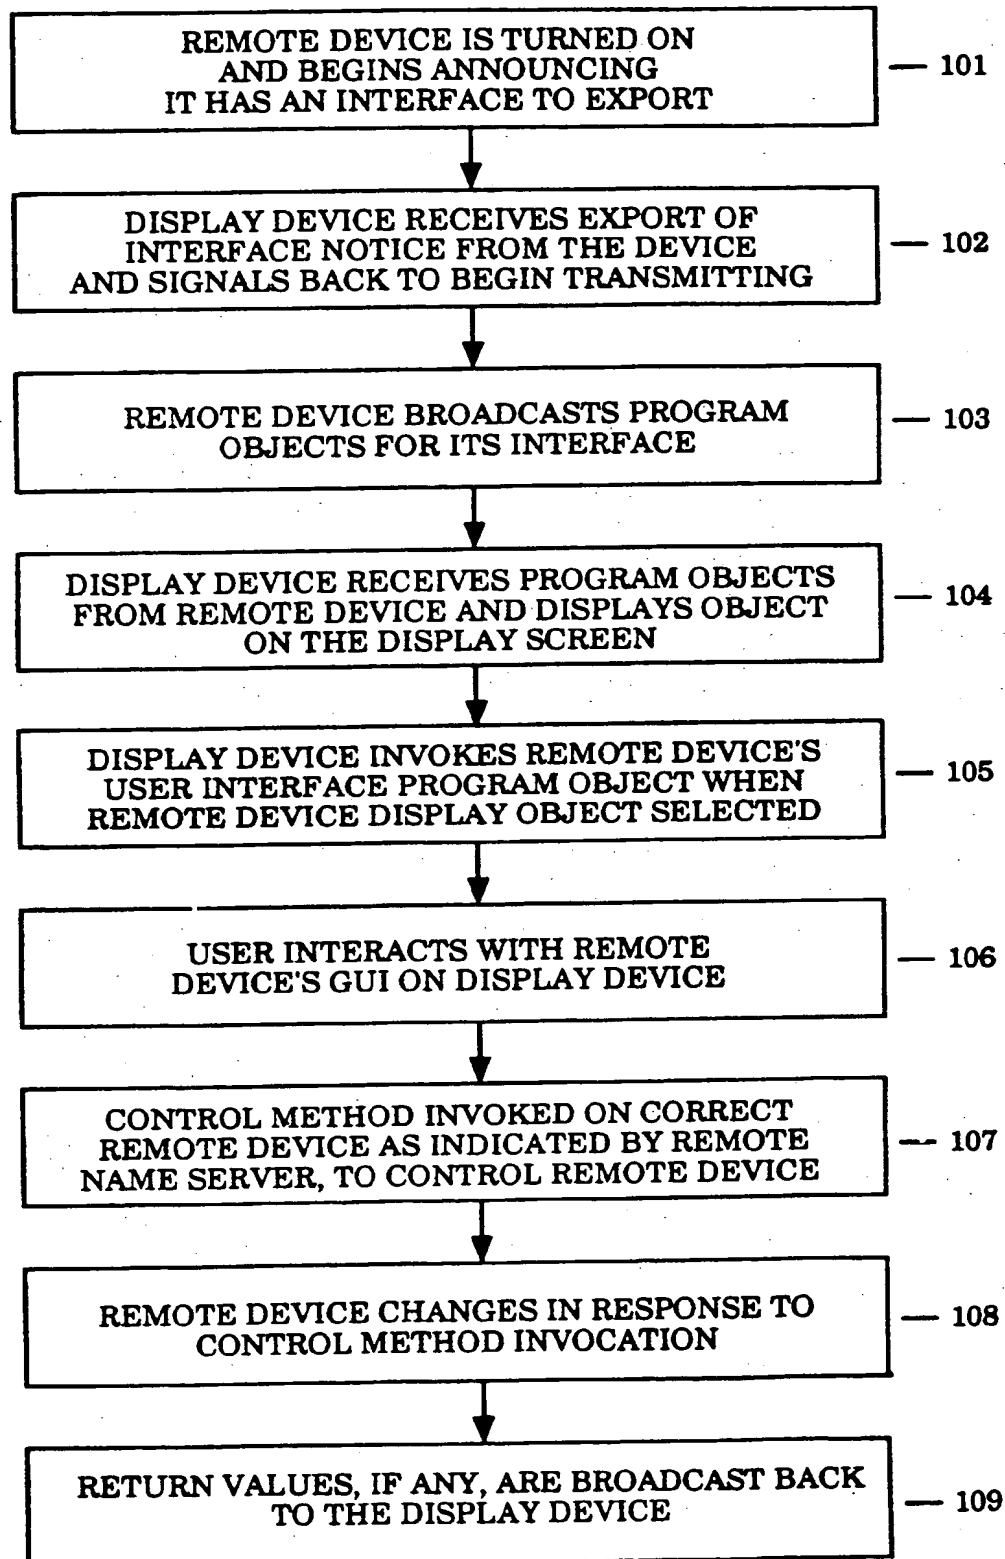 REMOTE DEVICE IS TURNED ON
AND BEGINS ANNOUNCING
IT HAS AN INTERFACE TO EXPORT
101
DISPLAY DEVICE RECEIVES EXPORT OF
INTERFACE NOTICE FROM THE DEVICE
AND SIGNALS BACK TO BEGIN TRANSMITTING
102
REMOTE DEVICE BROADCASTS PROGRAM
OBJECTS FOR ITS INTERFACE
103
DISPLAY DEVICE RECEIVES PROGRAM OBJECTS
FROM REMOTE DEVICE AND DISPLAYS OBJECT
ON THE DISPLAY SCREEN
104
DISPLAY DEVICE INVOKES REMOTE DEVICE'S
USER INTERFACE PROGRAM OBJECT WHEN
REMOTE DEVICE DISPLAY OBJECT SELECTED
105
USER INTERACTS WITH REMOTE
DEVICE'S GUI ON DISPLAY DEVICE
106
CONTROL METHOD INVOKED ON CORRECT
REMOTE DEVICE AS INDICATED BY REMOTE
NAME SERVER, TO CONTROL REMOTE DEVICE
107
REMOTE DEVICE CHANGES IN RESPONSE TO
CONTROL METHOD INVOCATION
108
RETURN VALUES, IF ANY, ARE BROADCAST BACK
TO THE DISPLAY DEVICE
109